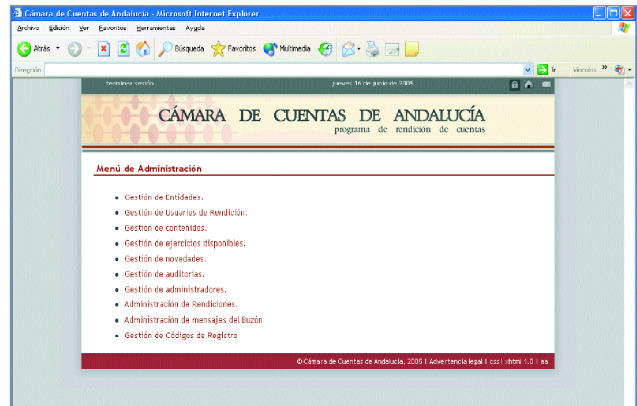 Cámara de Cuentas de Andalucía - Microsoft Internet Explorer
Archivo Edición Ver Favoritos Herramientas Ayuda
Atrás Búsqueda Favoritos Multimedia
Dirección Ir Vínculos »
terminar sesión jueves 16 de junio de 2005
CÁMARA DE CUENTAS DE ANDALUCÍA
programa de rendición de cuentas
Menú de Administración
Gestión de Entidades.
Gestión de Usuarios de Rendición.
Gestión de contenidos.
Gestión de ejercicios disponibles.
Gestión de novedades.
Gestión de auditorías.
Gestión de administradores.
Administración de Rendiciones.
Administración de mensajes del Buzón
Gestión de Códigos de Registro
© Cámara de Cuentas de Andalucía, 2005 | Advertencia legal | css | xhtml 1.0 | aa